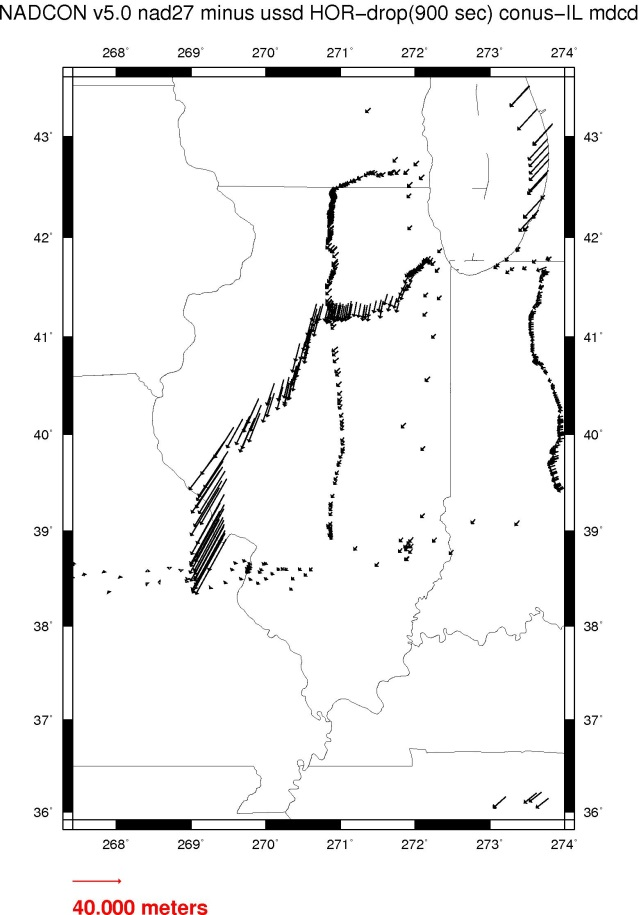 NADCON v5.0 nad27 minus ussd HOR−drop(900 sec) conus−IL mdcd
268˚ 269˚ 270˚ 271˚ 272˚ 273˚ 274˚
43˚ 43˚
42˚ 42˚
41˚ 41˚
40˚ 40˚
39˚ 39˚
38˚ 38˚
37˚ 37˚
36˚ 36˚
268˚ 269˚ 270˚ 271˚ 272˚ 273˚ 274˚
40.000 meters